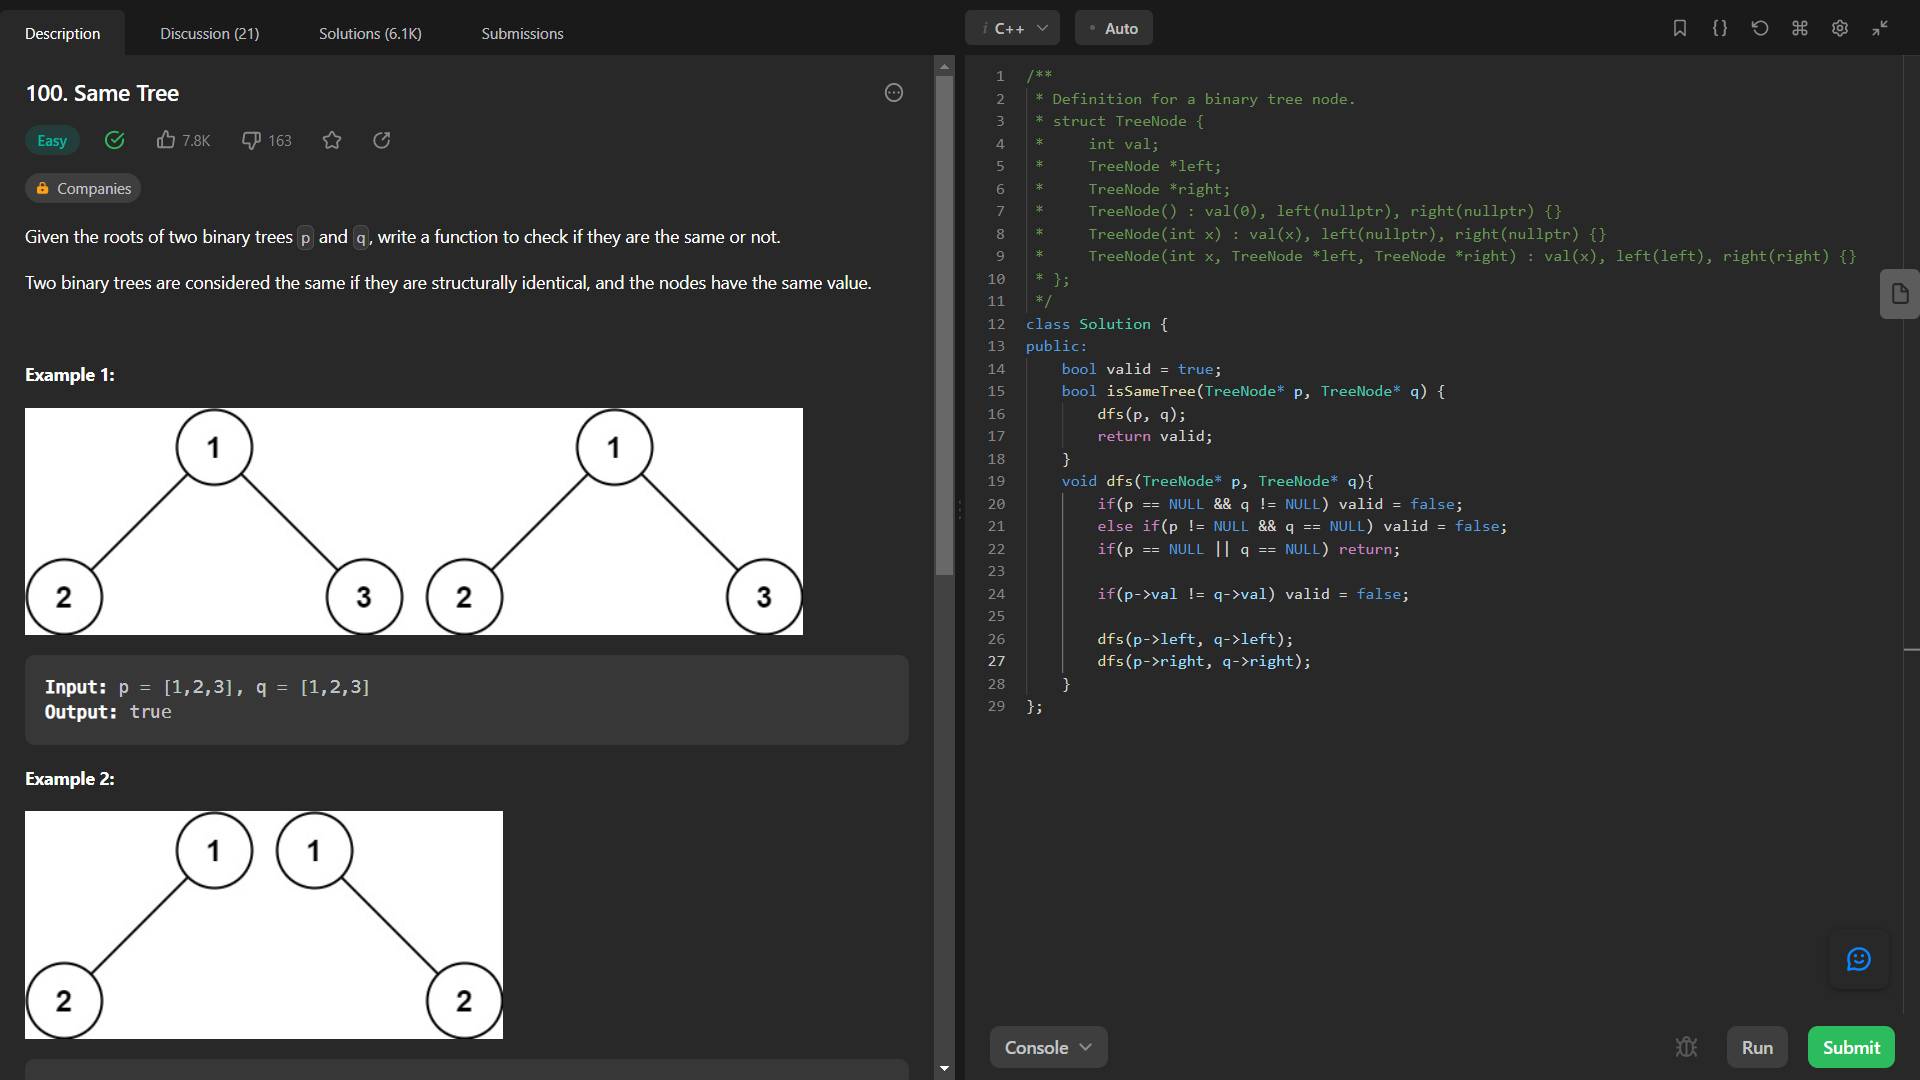 Description
Discussion (21)
Solutions (6.1K)
Submissions
100. Same Tree
Easy
7.8K
163
Companies
Given the roots of two binary trees p and q, write a function to check if they are the same or not.
Two binary trees are considered the same if they are structurally identical, and the nodes have the same value.
Example 1:
1
1
2
3
2
3
Input: p = [1,2,3], q = [1,2,3]
Output: true
Example 2:
1
1
2
2
i C++
Auto
{}
1 /**
2  * Definition for a binary tree node.
3  * struct TreeNode {
4  *     int val;
5  *     TreeNode *left;
6  *     TreeNode *right;
7  *     TreeNode() : val(0), left(nullptr), right(nullptr) {}
8  *     TreeNode(int x) : val(x), left(nullptr), right(nullptr) {}
9  *     TreeNode(int x, TreeNode *left, TreeNode *right) : val(x), left(left), right(right) {}
10  * };
11  */
12 class Solution {
13 public:
14     bool valid = true;
15     bool isSameTree(TreeNode* p, TreeNode* q) {
16         dfs(p, q);
17         return valid;
18     }
19     void dfs(TreeNode* p, TreeNode* q){
20         if(p == NULL && q != NULL) valid = false;
21         else if(p != NULL && q == NULL) valid = false;
22         if(p == NULL || q == NULL) return;
23
24         if(p->val != q->val) valid = false;
25
26         dfs(p->left, q->left);
27         dfs(p->right, q->right);
28     }
29 };
Console
Run
Submit